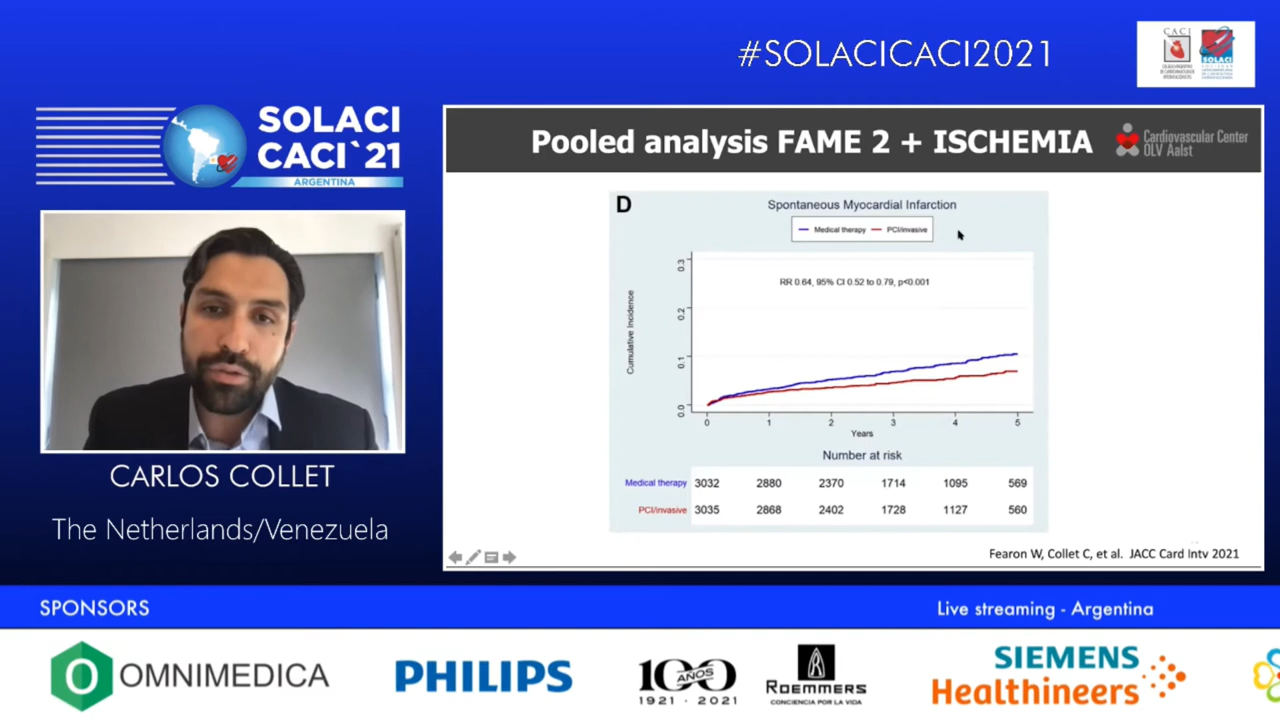 #SOLACICACI2021
CACI
SOLACI
SOLACI
CACI`21
ARGENTINA
Pooled analysis FAME 2 + ISCHEMIA
Cardiovascular Center
OLV Aalst
D
Spontaneous Myocardial Infarction
Medical therapy PCI/invasive
RR 0.64, 95% CI 0.52 to 0.79, p<0.001
Cumulative Incidence
0.3
0.2
0.1
0.0
0 1 2 3 4 5
Years
Number at risk
Medical therapy 3032 2880 2370 1714 1095 569
PCI/invasive 3035 2868 2402 1728 1127 560
Fearon W, Collet C, et al. JACC Card Intv 2021
CARLOS COLLET
The Netherlands/Venezuela
SPONSORS
Live streaming - Argentina
OMNIMEDICA
PHILIPS
100 AÑOS
1921 · 2021
ROEMMERS
CONCIENCIA POR LA VIDA
SIEMENS
Healthineers